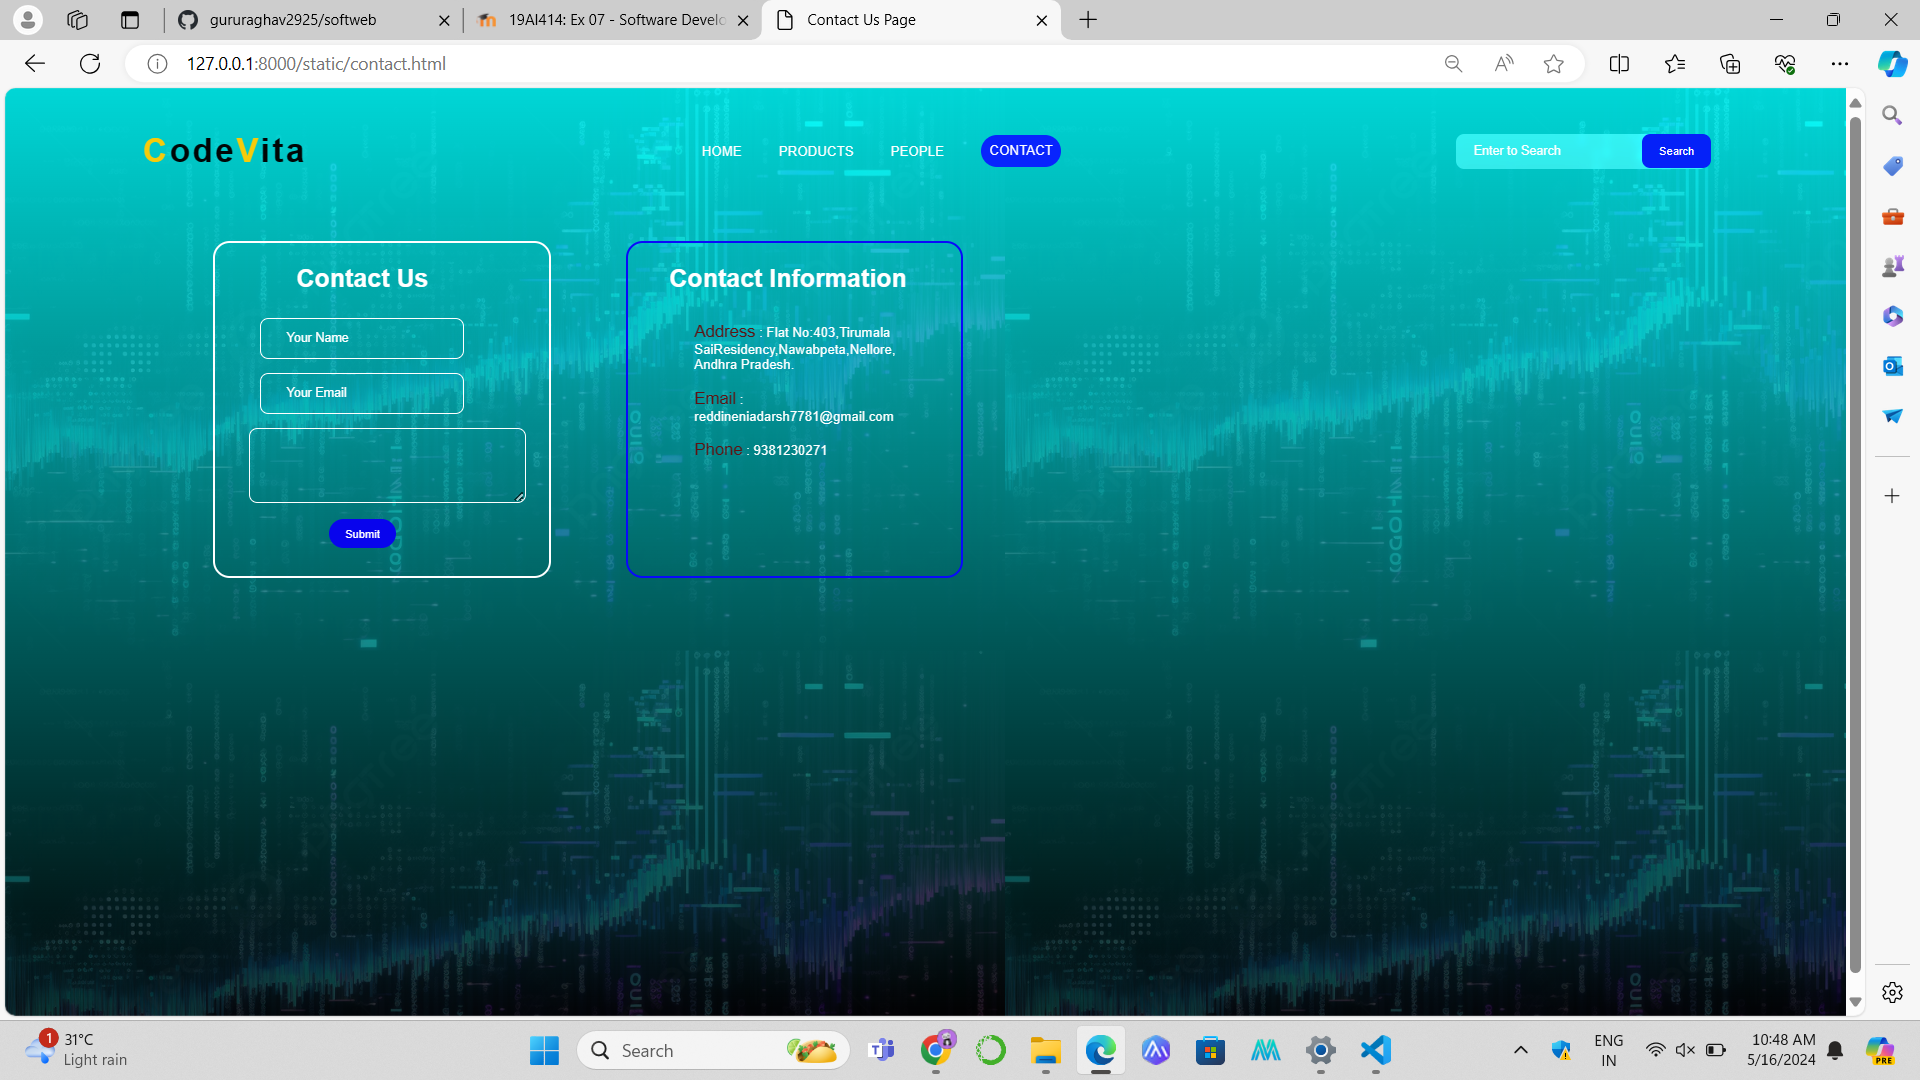 gururaghav2925/softweb
19AI414: Ex 07 - Software Develo
Contact Us Page
127.0.0.1:8000/static/contact.html
CodeVita
HOME
PRODUCTS
PEOPLE
CONTACT
Enter to Search
Search
Contact Us
Your Name
Your Email
Submit
Contact Information
Address : Flat No:403,Tirumala
SaiResidency,Nawabpeta,Nellore,
Andhra Pradesh.
Email :
reddineniadarsh7781@gmail.com
Phone : 9381230271
1
31°C
Light rain
Search
ENG
IN
10:48 AM
5/16/2024
PRE